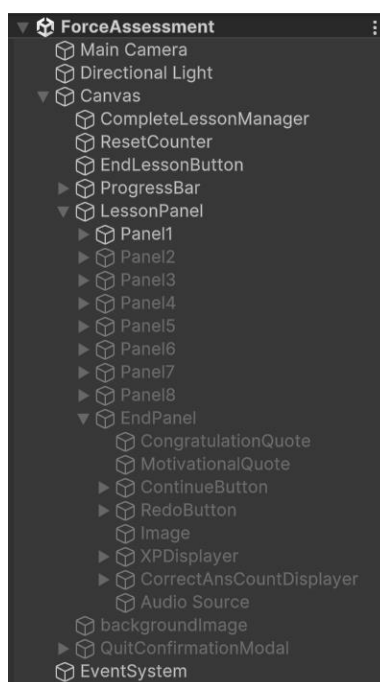 ForceAssessment
Main Camera
Directional Light
Canvas
CompleteLessonManager
ResetCounter
EndLessonButton
ProgressBar
LessonPanel
Panel1
Panel2
Panel3
Panel4
Panel5
Panel6
Panel7
Panel8
EndPanel
CongratulationQuote
MotivationalQuote
ContinueButton
RedoButton
Image
XPDisplayer
CorrectAnsCountDisplayer
Audio Source
backgroundImage
QuitConfirmationModal
EventSystem